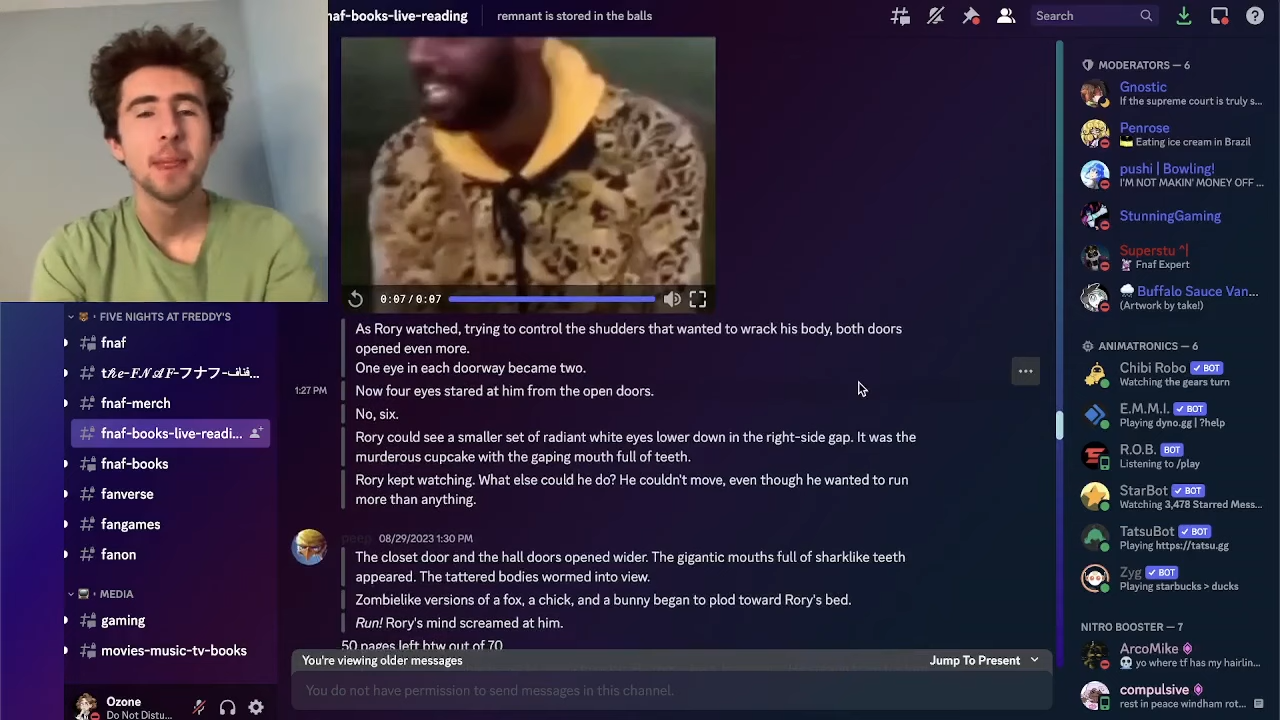 fnaf-books-live-reading
remnant is stored in the balls
Search
0:07 / 0:07
As Rory watched, trying to control the shudders that wanted to wrack his body, both doors
opened even more.
One eye in each doorway became two.
1:27 PM
Now four eyes stared at him from the open doors.
No, six.
Rory could see a smaller set of radiant white eyes lower down in the right-side gap. It was the
murderous cupcake with the gaping mouth full of teeth.
Rory kept watching. What else could he do? He couldn't move, even though he wanted to run
more than anything.
peep 08/29/2023 1:30 PM
The closet door and the hall doors opened wider. The gigantic mouths full of sharklike teeth
appeared. The tattered bodies wormed into view.
Zombielike versions of a fox, a chick, and a bunny began to plod toward Rory's bed.
Run! Rory's mind screamed at him.
50 pages left btw out of 70
You're viewing older messages
Jump To Present
You do not have permission to send messages in this channel.
FIVE NIGHTS AT FREDDY'S
fnaf
fnaf-merch
fnaf-books-live-readi...
fnaf-books
fanverse
fangames
fanon
MEDIA
gaming
movies-music-tv-books
Ozone
Do Not Distu...
MODERATORS — 6
Gnostic
If the supreme court is truly s...
Penrose
Eating ice cream in Brazil
pushi | Bowling!
I'M NOT MAKIN' MONEY OFF ...
StunningGaming
Superstu ^|
Fnaf Expert
Buffalo Sauce Van...
(Artwork by take!)
ANIMATRONICS — 6
Chibi Robo BOT
Watching the gears turn
E.M.M.I. BOT
Playing dyno.gg | ?help
R.O.B. BOT
Listening to /play
StarBot BOT
Watching 3,478 Starred Mess...
TatsuBot BOT
Playing https://tatsu.gg
Zyg BOT
Playing starbucks > ducks
NITRO BOOSTER — 7
ArcoMike
yo where tf has my hairlin...
compulsive
rest in peace windham rot...